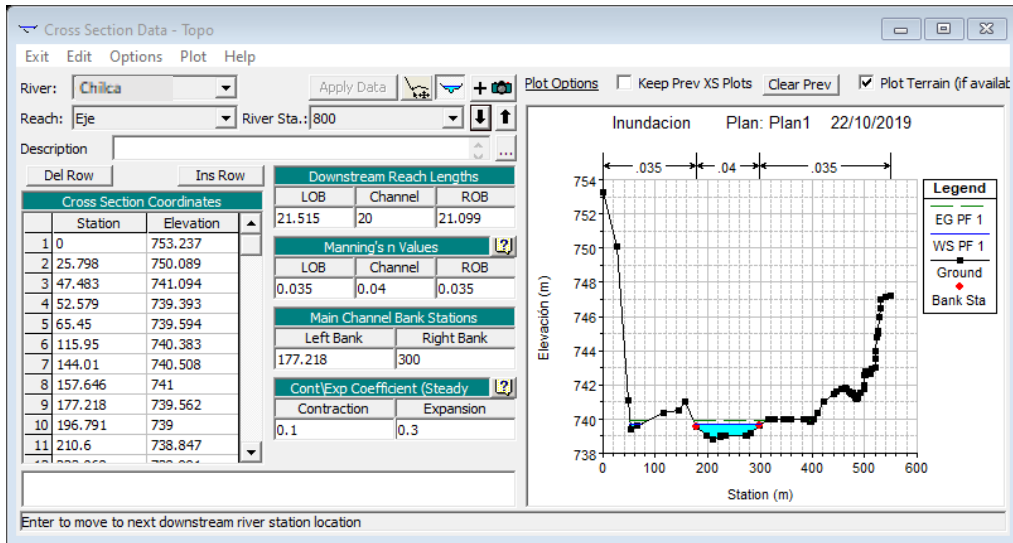 Cross Section Data - Topo
Exit Edit Options Plot Help
River: Chilca Apply Data
Plot Options Keep Prev XS Plots Clear Prev Plot Terrain (if availab
Reach: Eje River Sta.: 800
Description ...
Del Row Ins Row
Cross Section Coordinates
Station Elevation
1 0 753.237
2 25.798 750.089
3 47.483 741.094
4 52.579 739.393
5 65.45 739.594
6 115.95 740.383
7 144.01 740.508
8 157.646 741
9 177.218 739.562
10 196.791 739
11 210.6 738.847
Downstream Reach Lengths
LOB Channel ROB
21.515 20 21.099
Manning's n Values ?
LOB Channel ROB
0.035 0.04 0.035
Main Channel Bank Stations
Left Bank Right Bank
177.218 300
Cont\Exp Coefficient (Steady ?
Contraction Expansion
0.1 0.3
Inundacion Plan: Plan1 22/10/2019
.035 .04 .035
754
752
750
748
746
744
742
740
738
Elevación (m)
0 100 200 300 400 500 600
Station (m)
Legend
EG PF 1
WS PF 1
Ground
Bank Sta
Enter to move to next downstream river station location